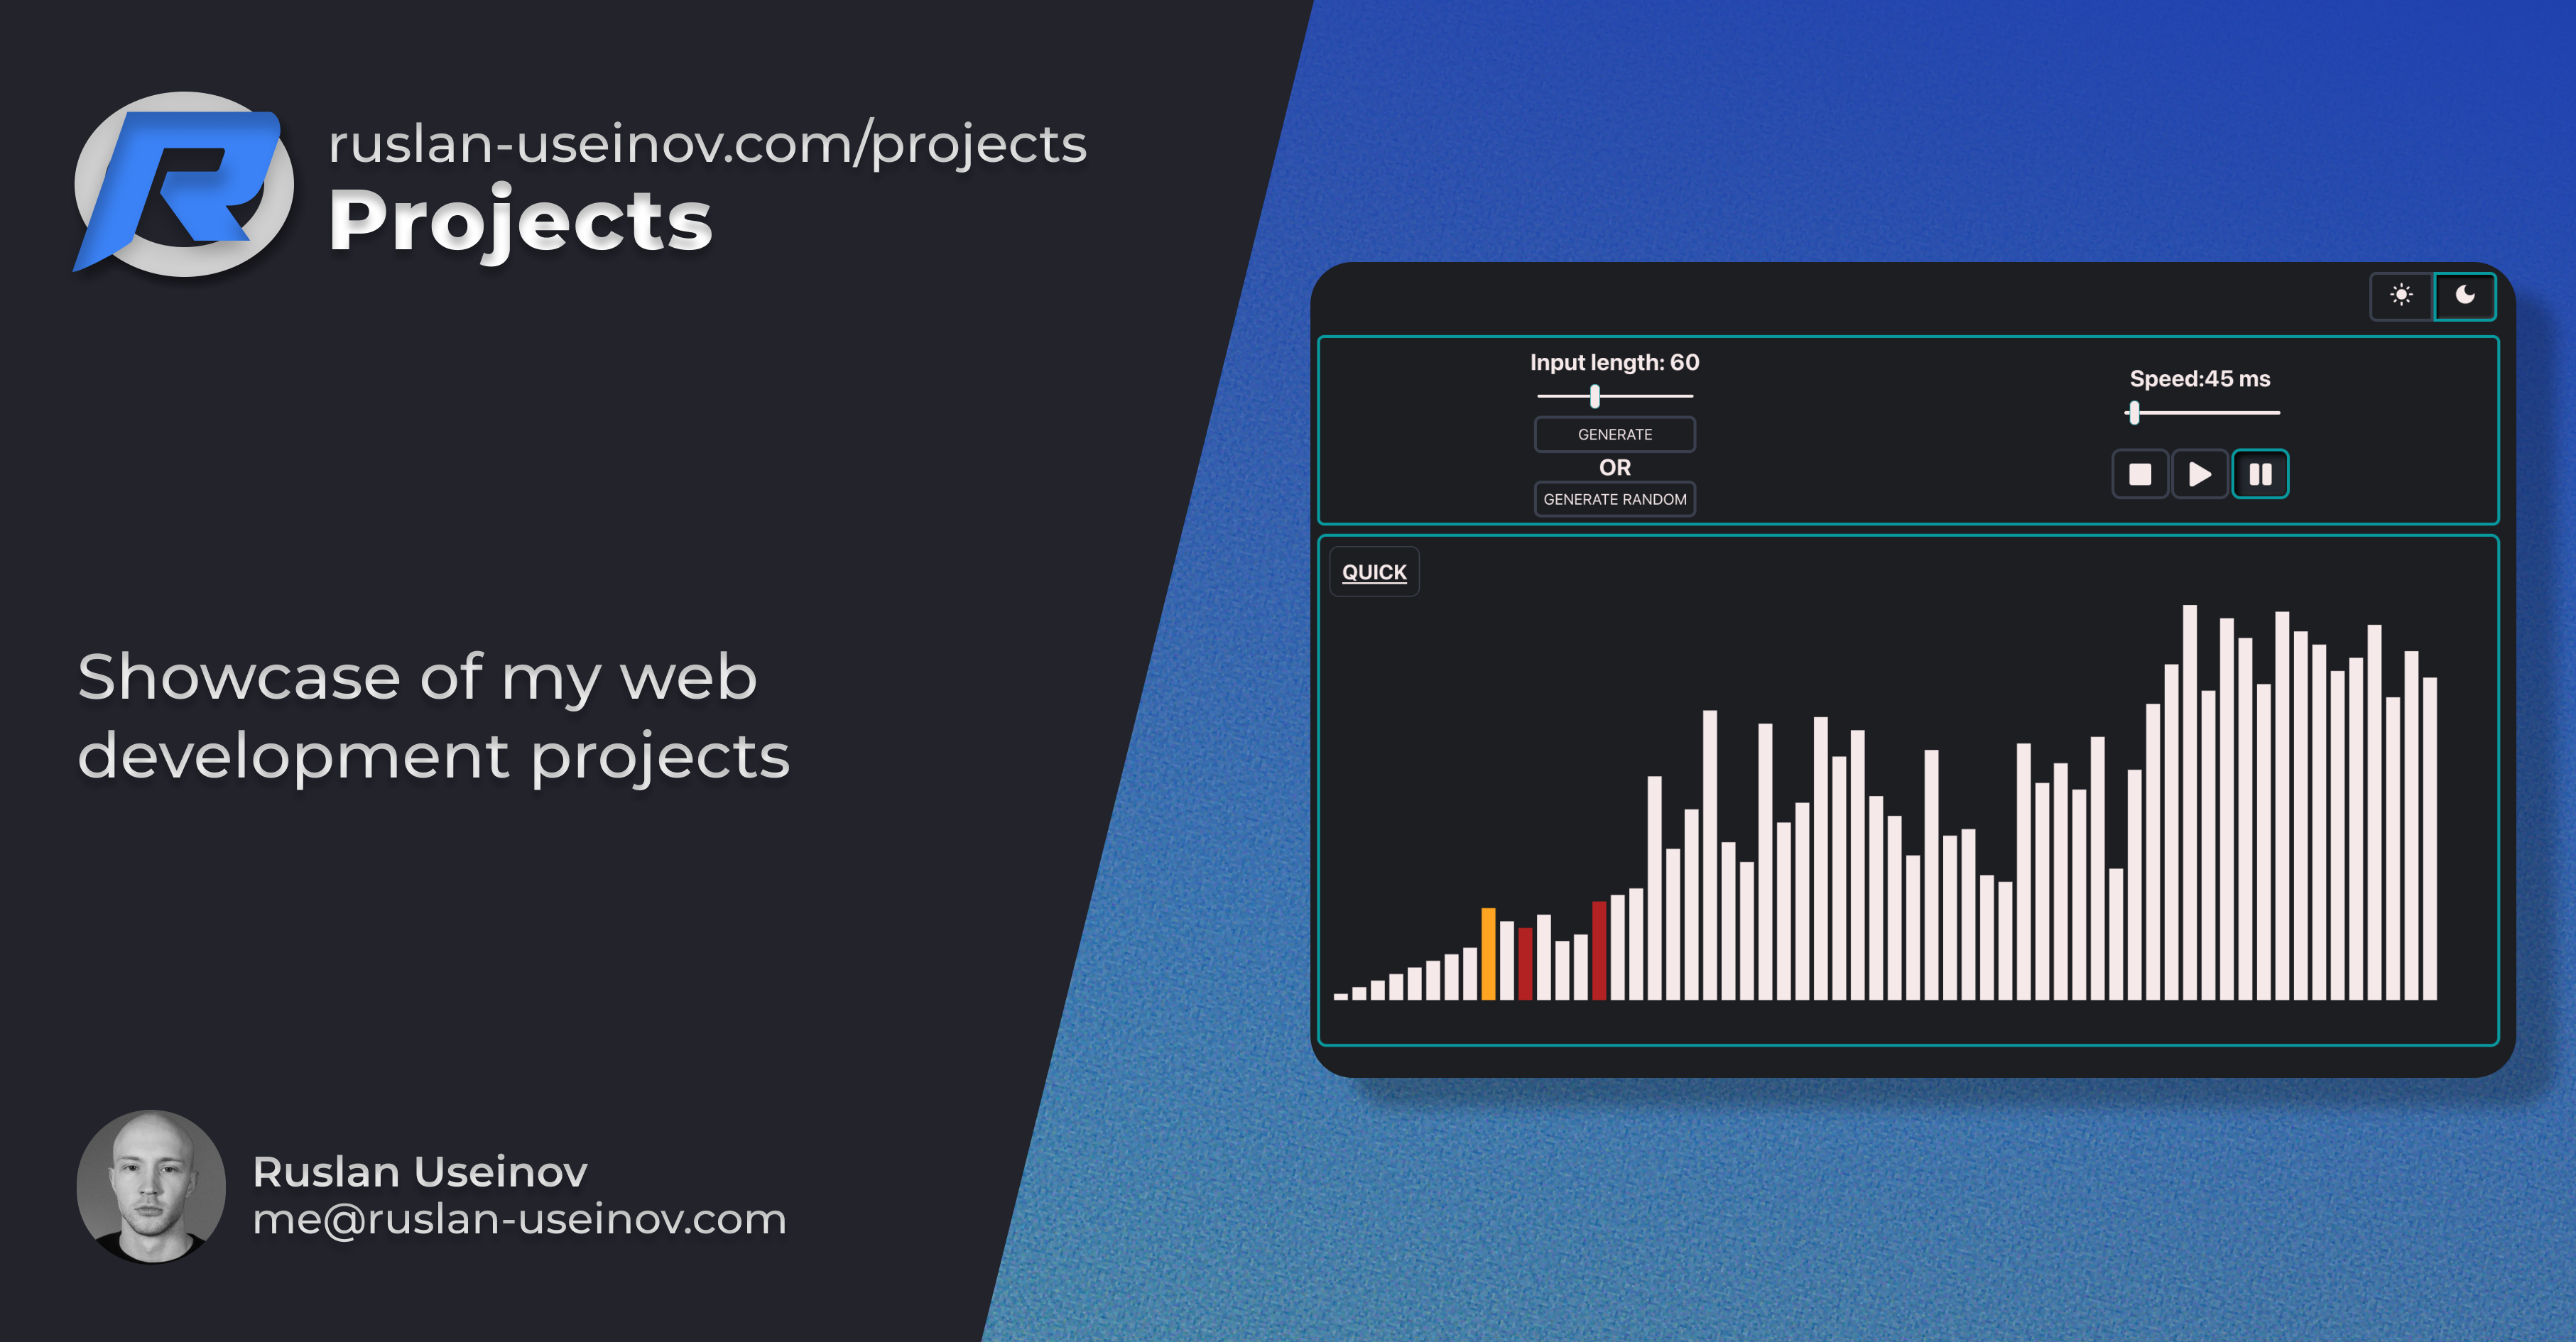 ruslan-useinov.com/projects
Projects
Showcase of my web
development projects
Ruslan Useinov
me@ruslan-useinov.com
Input length: 60
GENERATE
OR
GENERATE RANDOM
Speed:45 ms
QUICK